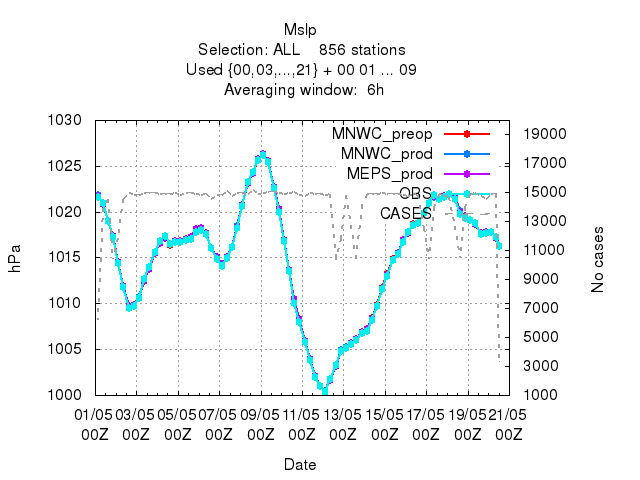 Mslp
Selection: ALL    856 stations
Used {00,03,...,21} + 00 01 ... 09
Averaging window:  6h
1030
1025
1020
1015
1010
1005
1000
hPa
MNWC_preop
MNWC_prod
MEPS_prod
OBS
CASES
19000
17000
15000
13000
11000
9000
7000
5000
3000
1000
No cases
01/05 03/05 05/05 07/05 09/05 11/05 13/05 15/05 17/05 19/05 21/05
00Z 00Z 00Z 00Z 00Z 00Z 00Z 00Z 00Z 00Z 00Z
Date